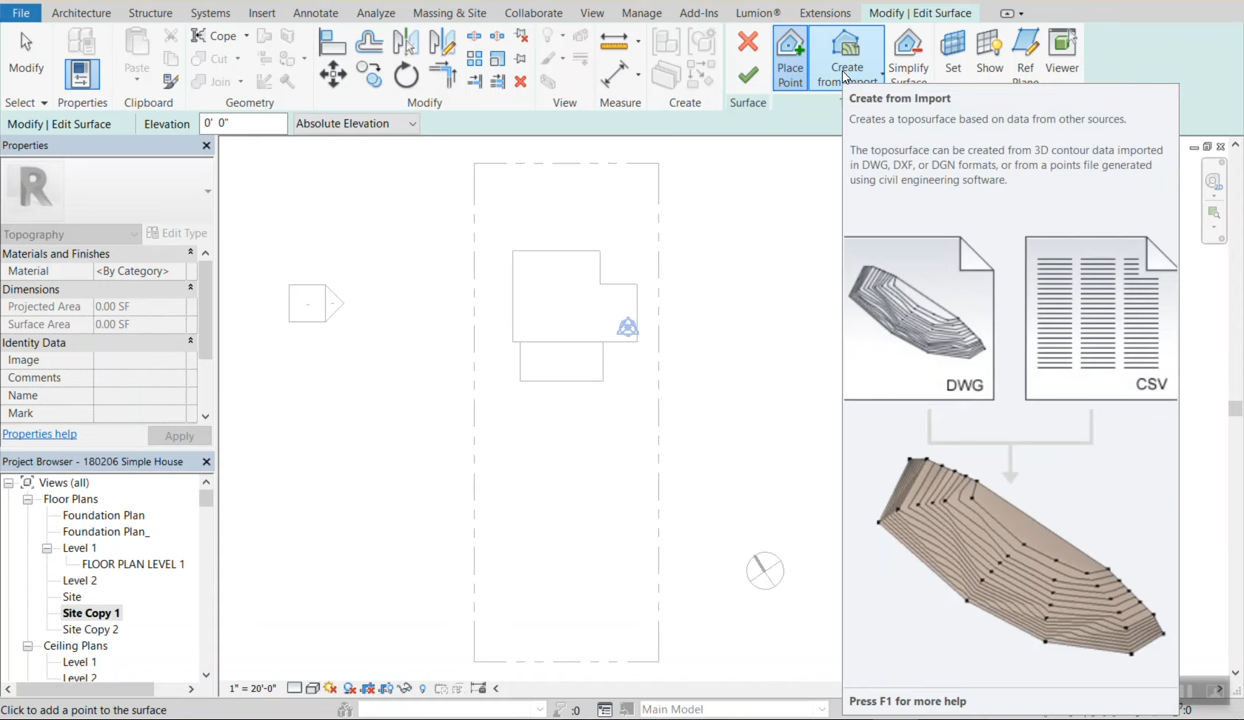 File Architecture Structure Systems Insert Annotate Analyze Massing & Site Collaborate View Manage Add-Ins Lumion® Extensions Modify | Edit Surface
Modify Paste Cope Cut Join Place Point Create from Import Simplify Surface Set Show Ref Plane Viewer
Select Properties Clipboard Geometry Modify View Measure Create Surface
Modify | Edit Surface Elevation 0' 0" Absolute Elevation
Create from Import
Creates a toposurface based on data from other sources.
The toposurface can be created from 3D contour data imported
in DWG, DXF, or DGN formats, or from a points file generated
using civil engineering software.
DWG CSV
Press F1 for more help
Properties
R
Topography Edit Type
Materials and Finishes
Material <By Category>
Dimensions
Projected Area 0.00 SF
Surface Area 0.00 SF
Identity Data
Image
Comments
Name
Mark
Properties help Apply
Project Browser - 180206 Simple House
Views (all)
Floor Plans
Foundation Plan
Foundation Plan_
Level 1
FLOOR PLAN LEVEL 1
Level 2
Site
Site Copy 1
Site Copy 2
Ceiling Plans
Level 1
Level 2
1" = 20'-0"
Click to add a point to the surface :0 Main Model :0